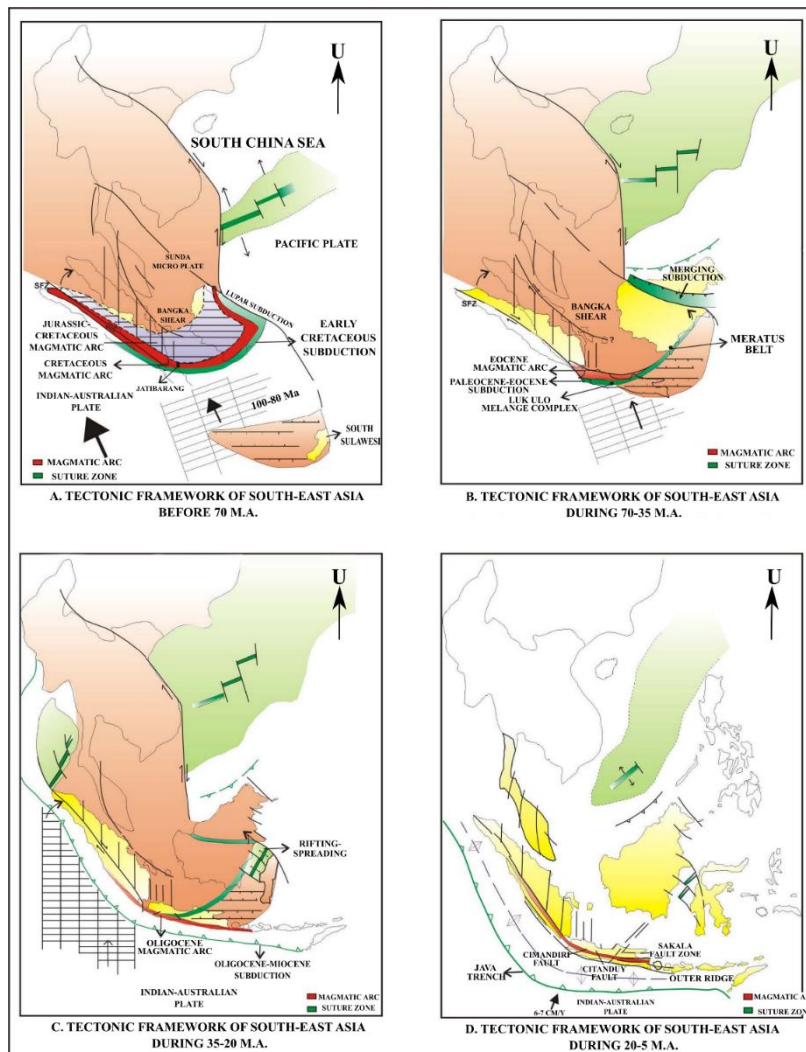 U
SOUTH CHINA SEA
PACIFIC PLATE
SUNDA
MICRO PLATE
SFZ
BANGKA
SHEAR
LUPAR SUBDUCTION
JURASSIC-
CRETACEOUS
MAGMATIC ARC
EARLY
CRETACEOUS
SUBDUCTION
CRETACEOUS
MAGMATIC ARC
JATIBARANG
INDIAN-AUSTRALIAN
PLATE
100-80 Ma
SOUTH
SULAWESI
MAGMATIC ARC
SUTURE ZONE
A. TECTONIC FRAMEWORK OF SOUTH-EAST ASIA
BEFORE 70 M.A.
U
MERGING
SUBDUCTION
SFZ
BANGKA
SHEAR
S ?
MERATUS
BELT
EOCENE
MAGMATIC ARC
PALEOCENE-EOCENE
SUBDUCTION
LUK ULO
MELANGE COMPLEX
MAGMATIC ARC
SUTURE ZONE
B. TECTONIC FRAMEWORK OF SOUTH-EAST ASIA
DURING 70-35 M.A.
U
RIFTING-
SPREADING
OLIGOCENE
MAGMATIC ARC
OLIGOCENE-MIOCENE
SUBDUCTION
INDIAN-AUSTRALIAN
PLATE
MAGMATIC ARC
SUTURE ZONE
C. TECTONIC FRAMEWORK OF SOUTH-EAST ASIA
DURING 35-20 M.A.
U
SAKALA
FAULT ZONE
CIMANDIRI
FAULT
CITANDUY
FAULT
OUTER RIDGE
JAVA
TRENCH
6-7 CM/Y
INDIAN-AUSTRALIAN
PLATE
MAGMATIC A
SUTURE ZONE
D. TECTONIC FRAMEWORK OF SOUTH-EAST ASIA
DURING 20-5 M.A.